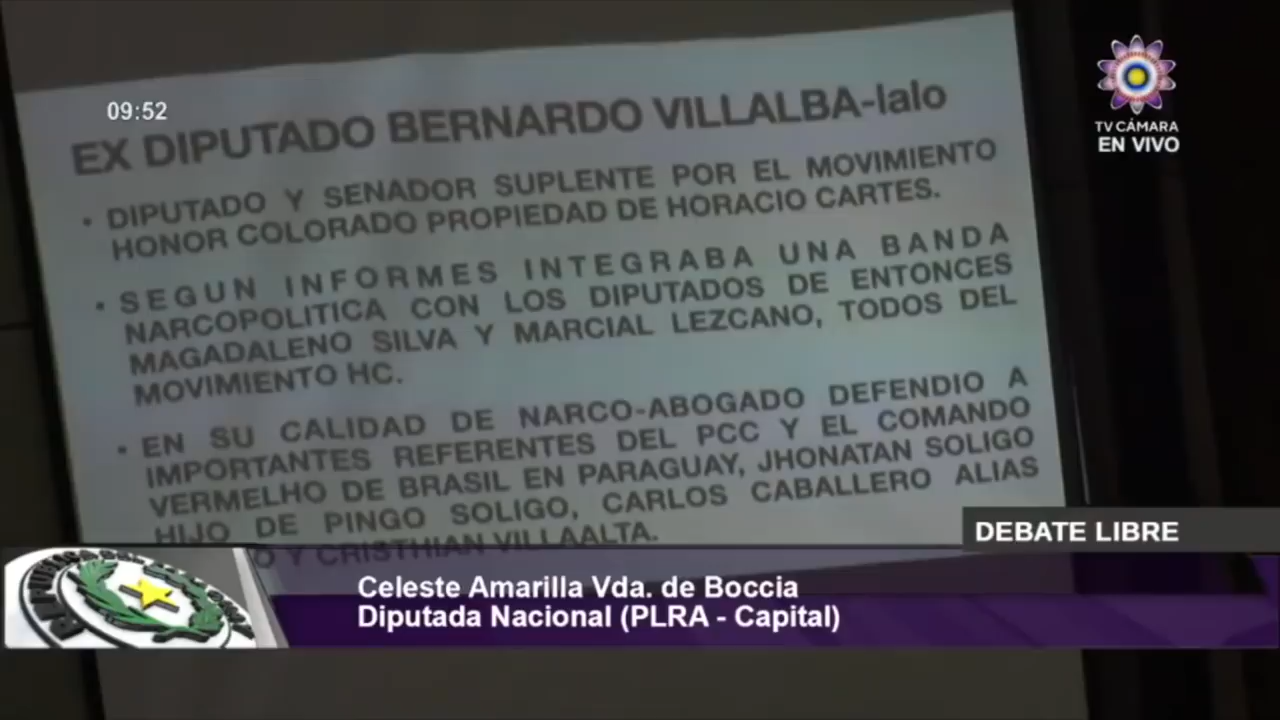 09:52
TV CÁMARA
EN VIVO
EX DIPUTADO BERNARDO VILLALBA-lalo
• DIPUTADO Y SENADOR SUPLENTE POR EL MOVIMIENTO
HONOR COLORADO PROPIEDAD DE HORACIO CARTES.
• SEGUN INFORMES INTEGRABA UNA BANDA
NARCOPOLITICA CON LOS DIPUTADOS DE ENTONCES
MAGADALENO SILVA Y MARCIAL LEZCANO, TODOS DEL
MOVIMIENTO HC.
• EN SU CALIDAD DE NARCO-ABOGADO DEFENDIO A
IMPORTANTES REFERENTES DEL PCC Y EL COMANDO
VERMELHO DE BRASIL EN PARAGUAY, JHONATAN SOLIGO
HIJO DE PINGO SOLIGO, CARLOS CABALLERO ALIAS
O Y CRISTHIAN VILLAALTA.
DEBATE LIBRE
Celeste Amarilla Vda. de Boccia
Diputada Nacional (PLRA - Capital)